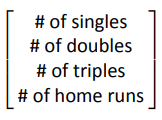 # of singles
# of doubles
# of triples
# of home runs